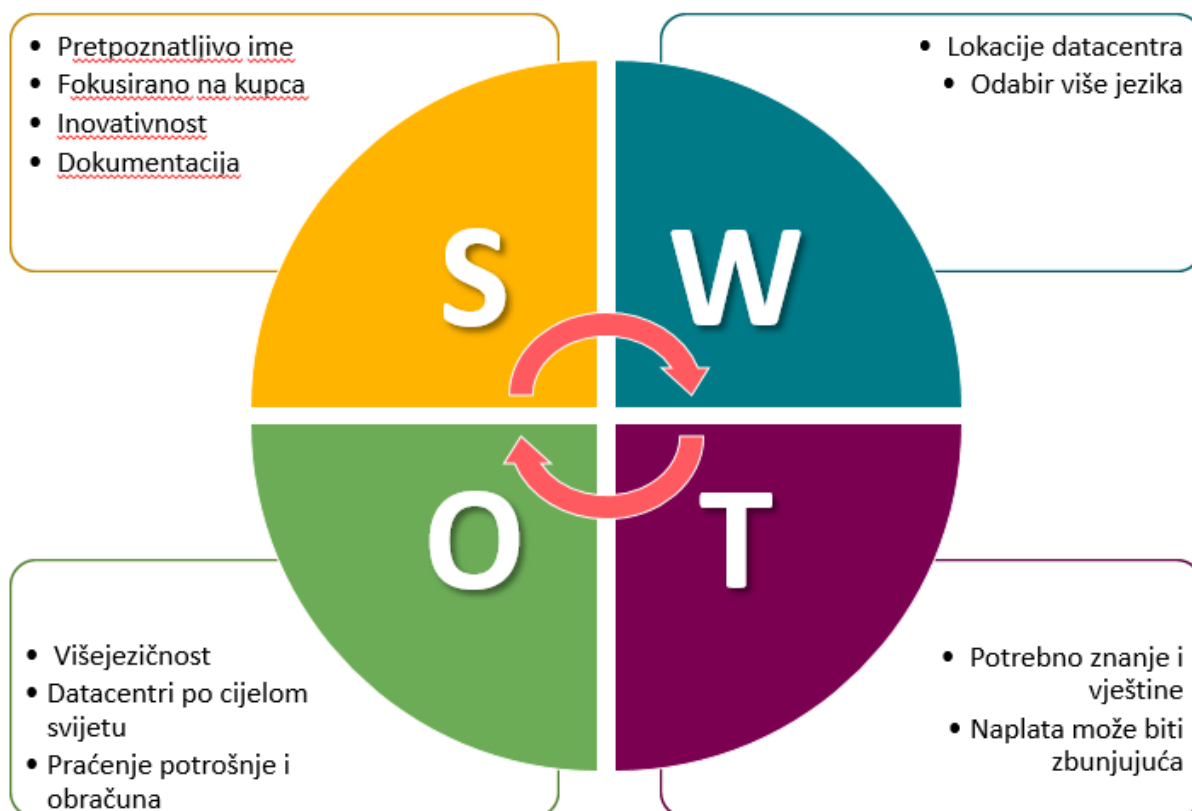 • Pretpoznatljivo ime
• Fokusirano na kupca
• Inovativnost
• Dokumentacija
• Lokacije datacentra
• Odabir više jezika
S
W
O
T
• Višejezičnost
• Datacentri po cijelom
svijetu
• Praćenje potrošnje i
obračuna
• Potrebno znanje i
vještine
• Naplata može biti
zbunjujuća